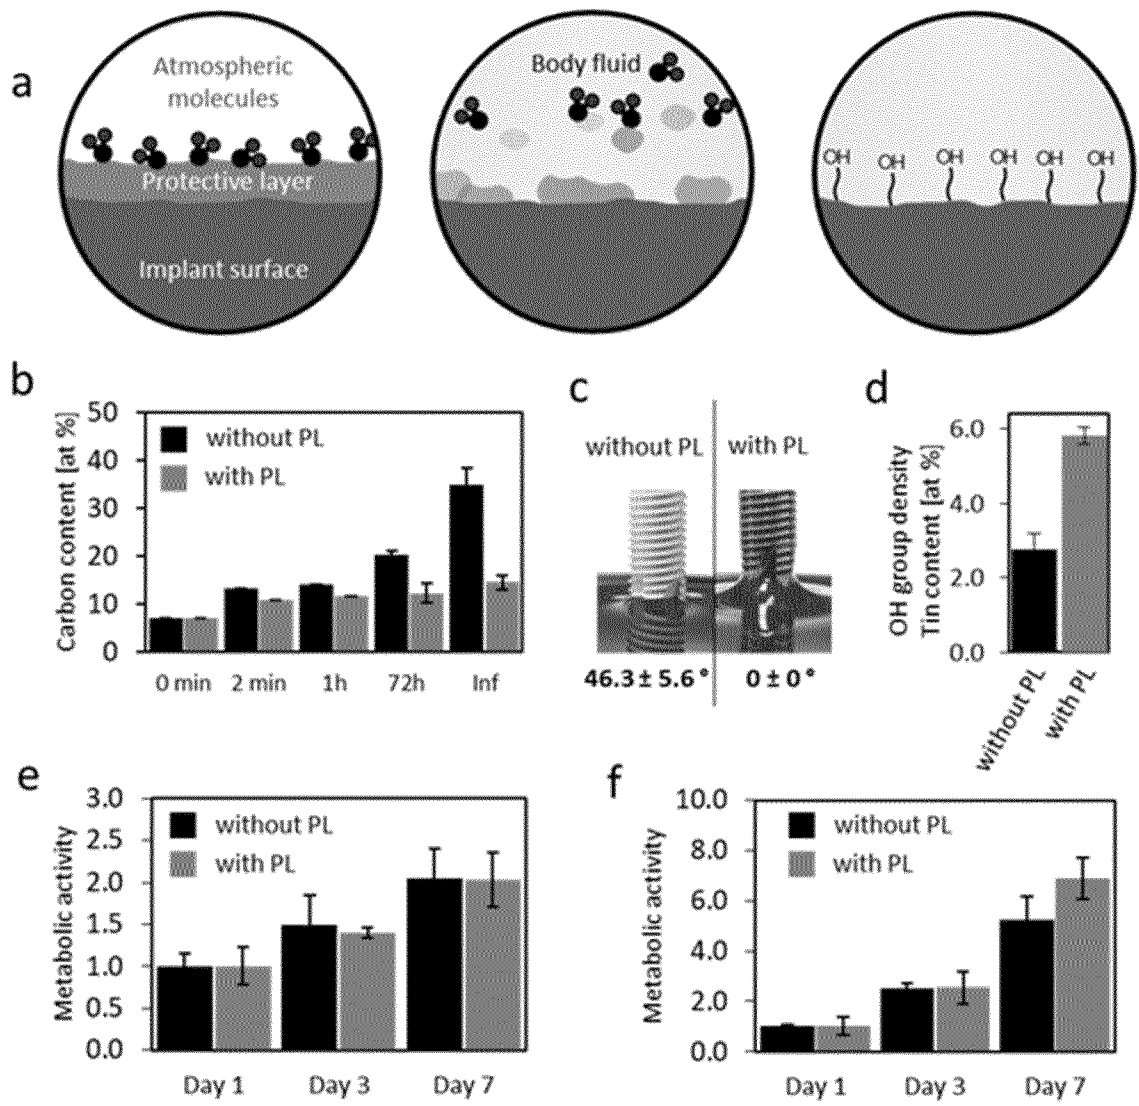 a
Atmospheric
molecules
Protective layer
Implant surface
Body fluid
OH OH OH OH OH OH
b
Carbon content [at %]
50
40
30
20
10
0
without PL
with PL
0 min 2 min 1h 72h Inf
c
without PL with PL
46.3 ± 5.6 ° 0 ± 0 °
d
OH group density
Tin content [at %]
6.0
4.0
2.0
0.0
without PL
with PL
e
Metabolic activity
3.0
2.5
2.0
1.5
1.0
0.5
0.0
without PL
with PL
Day 1 Day 3 Day 7
f
Metabolic activity
10.0
8.0
6.0
4.0
2.0
0.0
without PL
with PL
Day 1 Day 3 Day 7